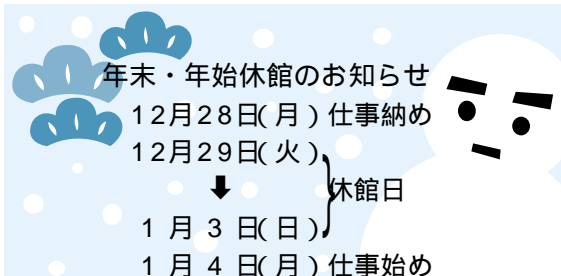 年末・年始休館のお知らせ
12月28日(月)仕事納め
12月29日(火)
⬇ 休館日
1月3日(日)
1月4日(月)仕事始め